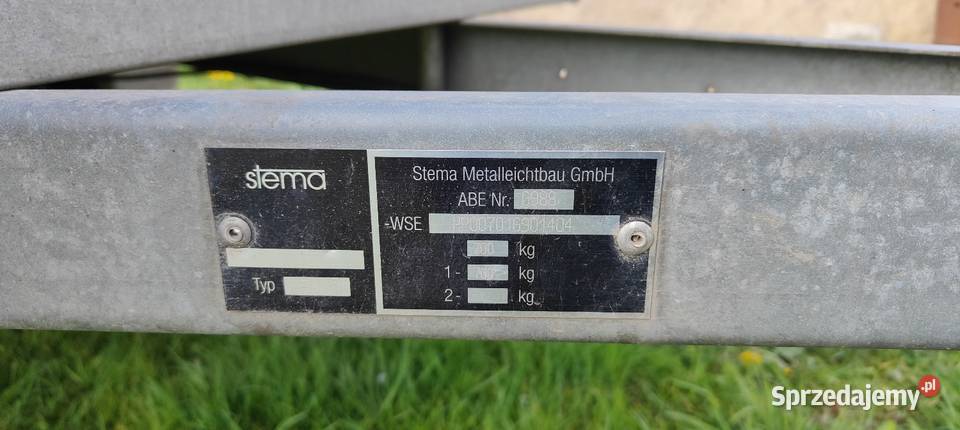 stema
Typ
Stema Metalleichtbau GmbH
ABE Nr.
-WSE
kg
1 - kg
2 - kg
Sprzedajemy.pl